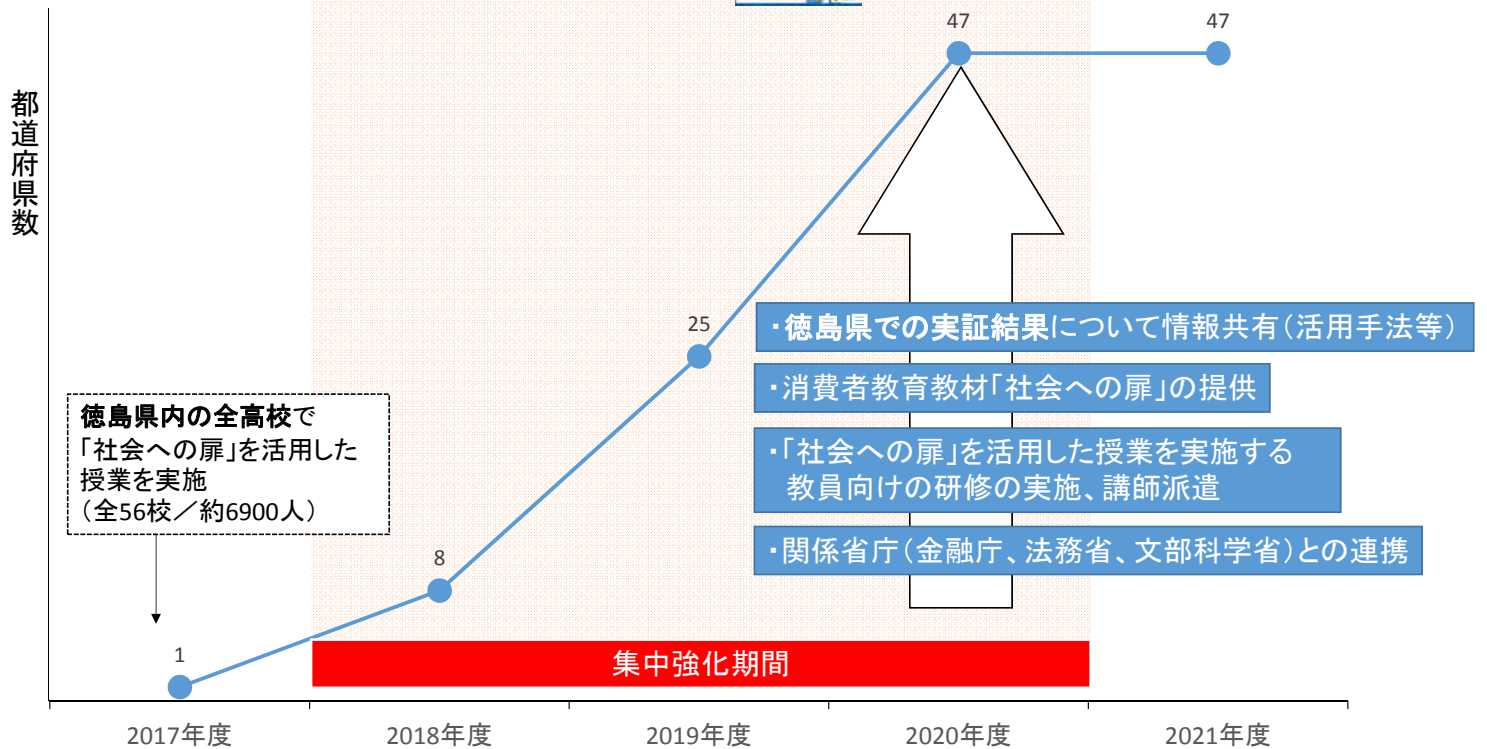 都道府県数
47
47
25
8
1
徳島県内の全高校で
「社会への扉」を活用した
授業を実施
（全56校／約6900人）
・徳島県での実証結果について情報共有（活用手法等）
・消費者教育教材「社会への扉」の提供
・「社会への扉」を活用した授業を実施する
教員向けの研修の実施、講師派遣
・関係省庁（金融庁、法務省、文部科学省）との連携
集中強化期間
2017年度
2018年度
2019年度
2020年度
2021年度